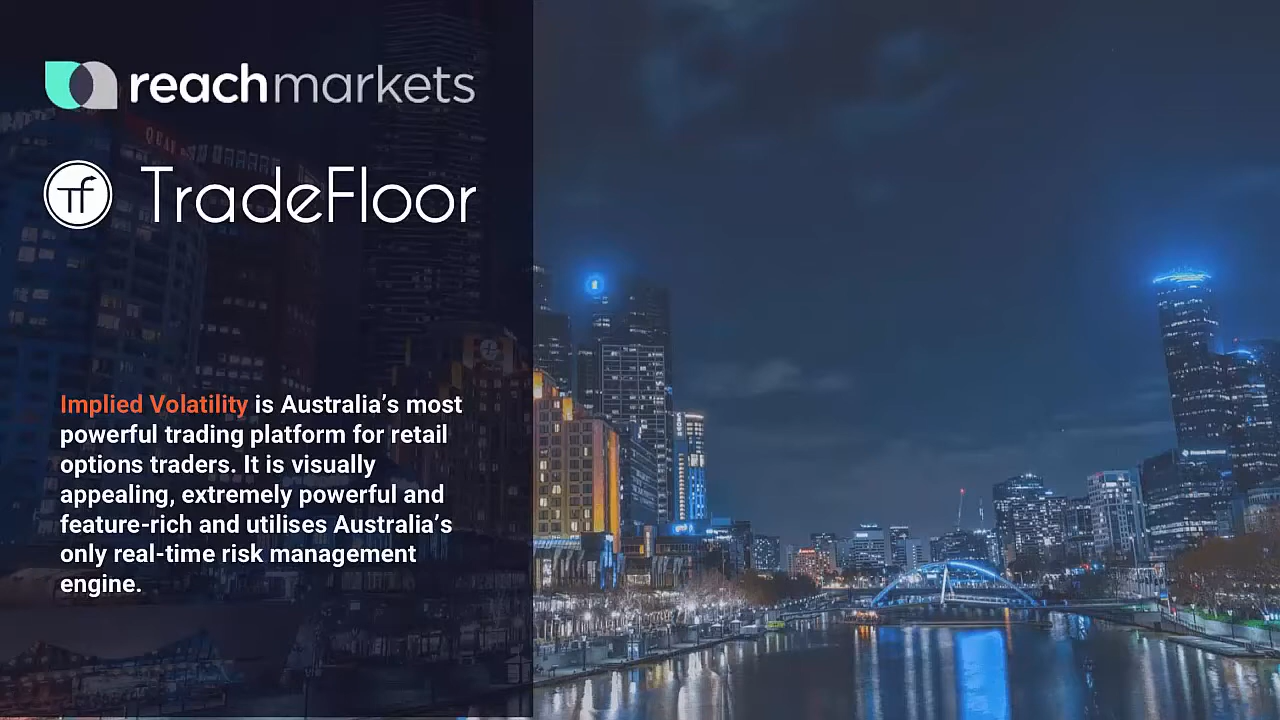 reachmarkets
TF TradeFloor
Implied Volatility is Australia’s most
powerful trading platform for retail
options traders. It is visually
appealing, extremely powerful and
feature-rich and utilises Australia’s
only real-time risk management
engine.